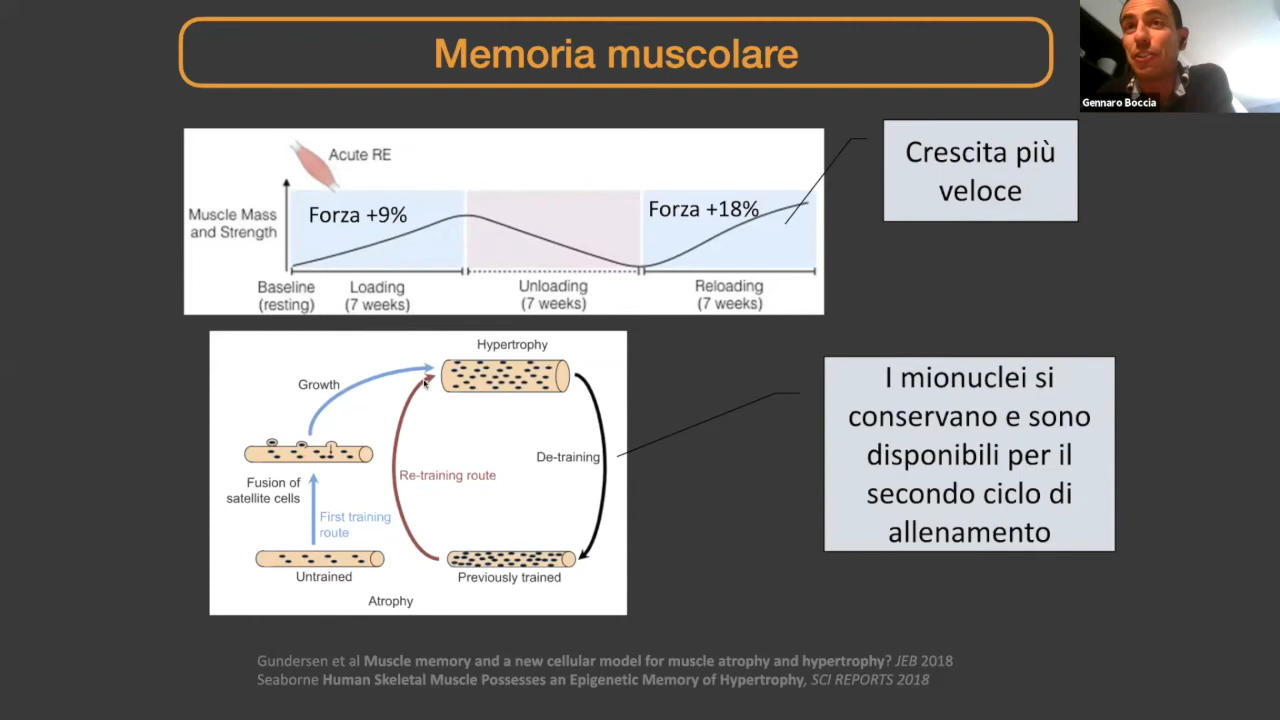 Memoria muscolare
Gennaro Boccia
Acute RE
Muscle Mass
and Strength
Forza +9%
Forza +18%
Baseline
(resting)
Loading
(7 weeks)
Unloading
(7 weeks)
Reloading
(7 weeks)
Crescita più
veloce
Hypertrophy
Growth
Fusion of
satellite cells
First training
route
Re-training route
De-training
Untrained
Previously trained
Atrophy
I mionuclei si
conservano e sono
disponibili per il
secondo ciclo di
allenamento
Gundersen et al Muscle memory and a new cellular model for muscle atrophy and hypertrophy? JEB 2018
Seaborne Human Skeletal Muscle Possesses an Epigenetic Memory of Hypertrophy, SCI REPORTS 2018